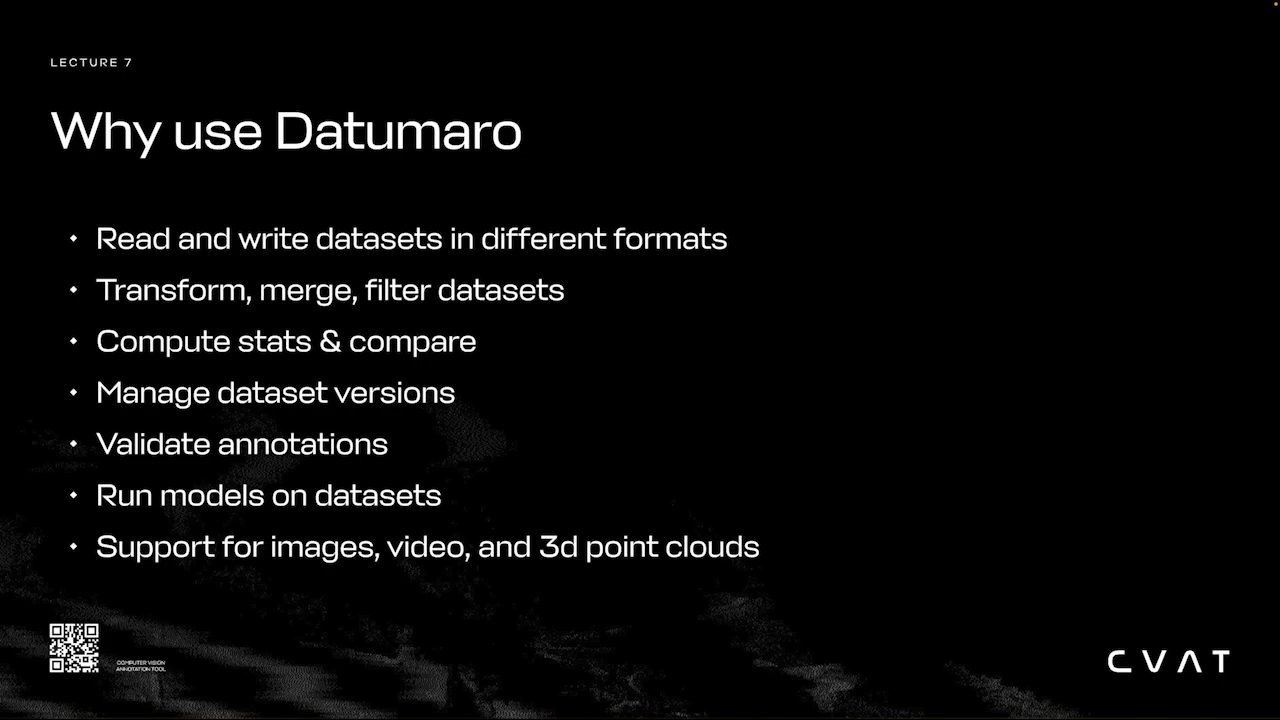 LECTURE 7
Why use Datumaro
• Read and write datasets in different formats
• Transform, merge, filter datasets
• Compute stats & compare
• Manage dataset versions
• Validate annotations
• Run models on datasets
• Support for images, video, and 3d point clouds
COMPUTER VISION
ANNOTATION TOOL
CVAT